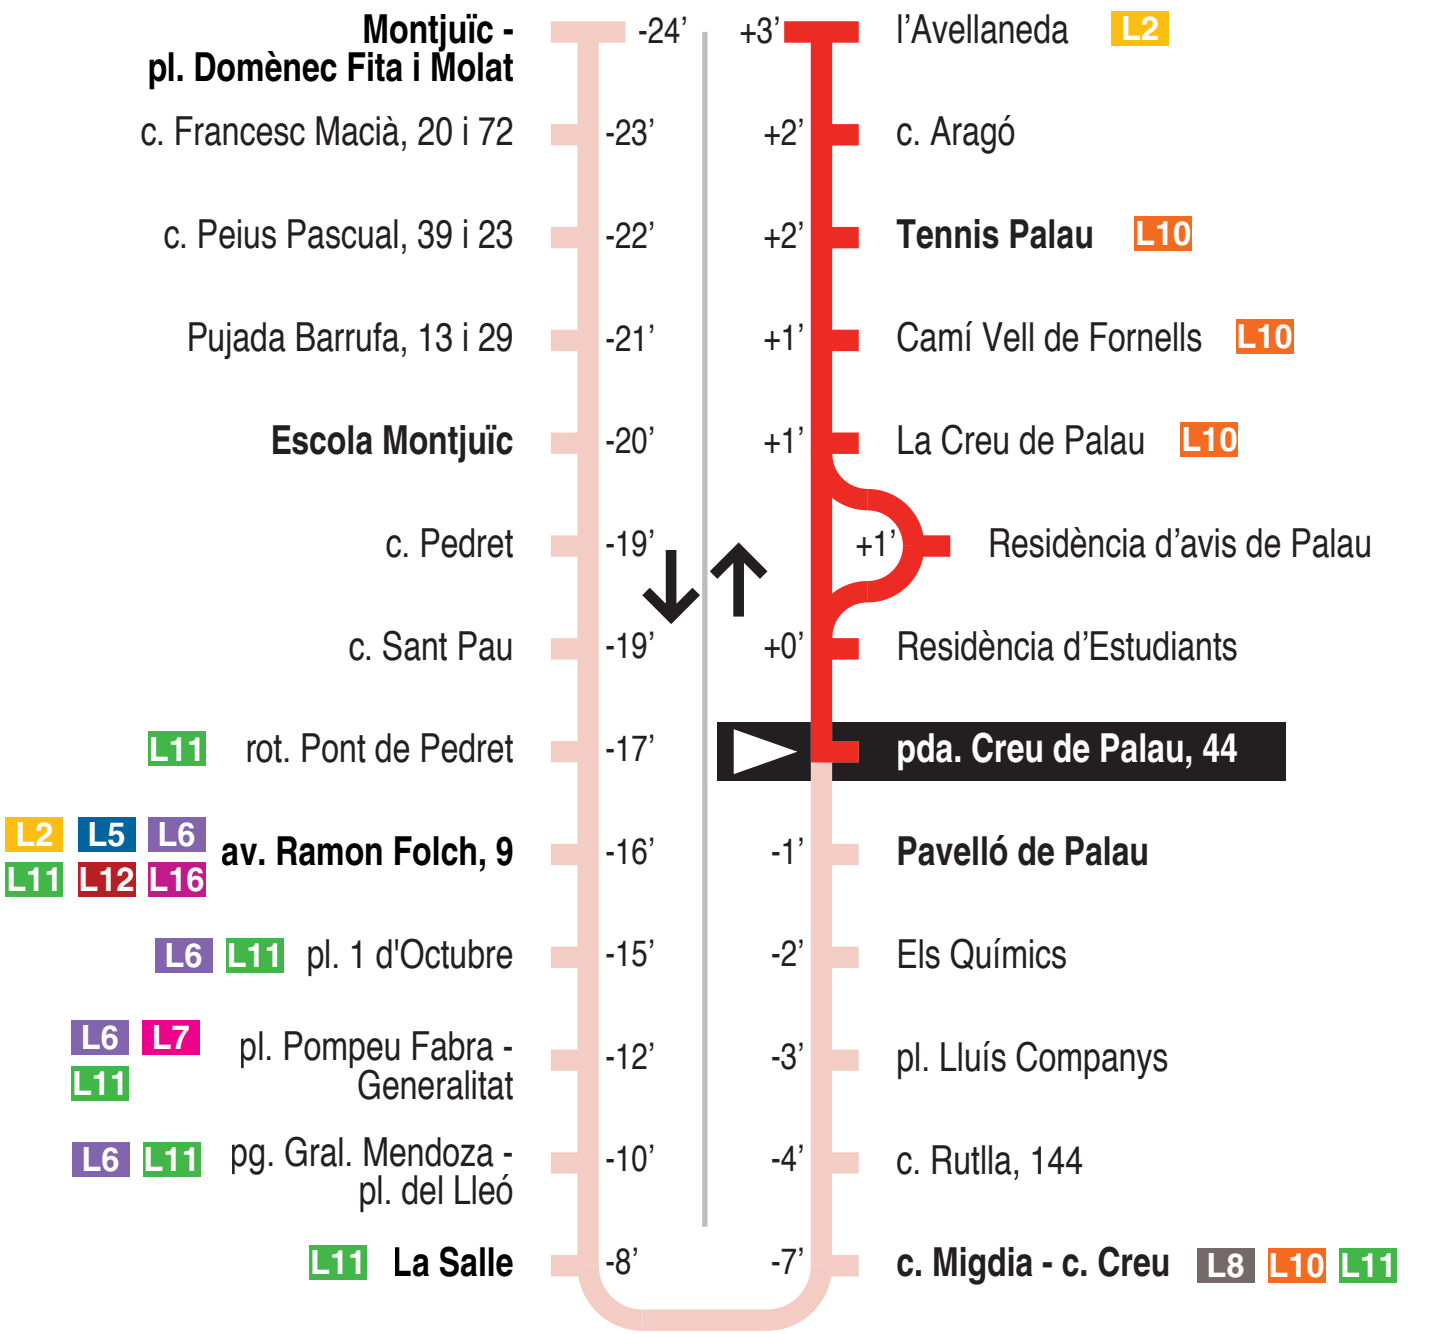 Montjuïc -
pl. Domènec Fita i Molat
-24’
c. Francesc Macià, 20 i 72
-23’
c. Peius Pascual, 39 i 23
-22’
Pujada Barrufa, 13 i 29
-21’
Escola Montjuïc
-20’
c. Pedret
-19’
c. Sant Pau
-19’
L11 rot. Pont de Pedret
-17’
L2 L5 L6
L11 L12 L16
av. Ramon Folch, 9
-16’
L6 L11 pl. 1 d'Octubre
-15’
L6 L7
L11
pl. Pompeu Fabra -
Generalitat
-12’
L6 L11
pg. Gral. Mendoza -
pl. del Lleó
-10’
L11 La Salle
-8’
+3’ l’Avellaneda L2
+2’ c. Aragó
+2’ Tennis Palau L10
+1’ Camí Vell de Fornells L10
+1’ La Creu de Palau L10
+1’ Residència d’avis de Palau
+0’ Residència d’Estudiants
pda. Creu de Palau, 44
-1’ Pavelló de Palau
-2’ Els Químics
-3’ pl. Lluís Companys
-4’ c. Rutlla, 144
-7’ c. Migdia - c. Creu L8 L10 L11